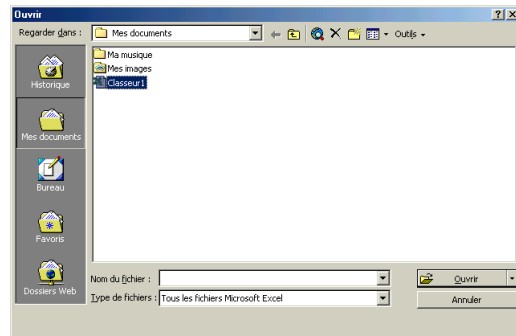 Ouvrir
Regarder dans :
Mes documents
Outils
Historique
Mes documents
Bureau
Favoris
Dossiers Web
Ma musique
Mes images
Classeur1
Nom du fichier :
Ouvrir
Type de fichiers :
Tous les fichiers Microsoft Excel
Annuler